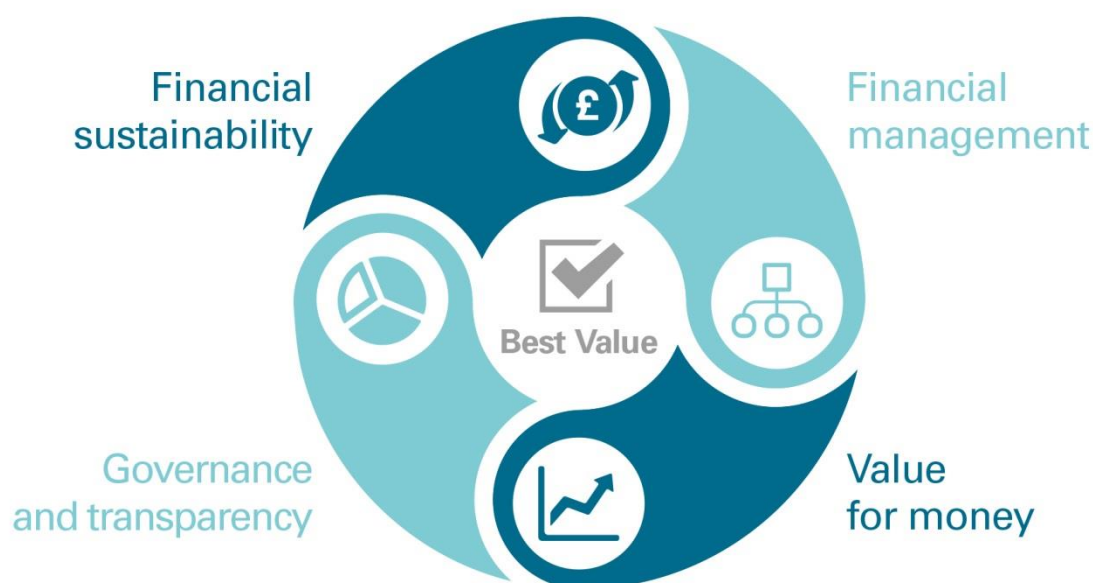 Financial
sustainability
£
Financial
management
Best Value
Governance
and transparency
Value
for money